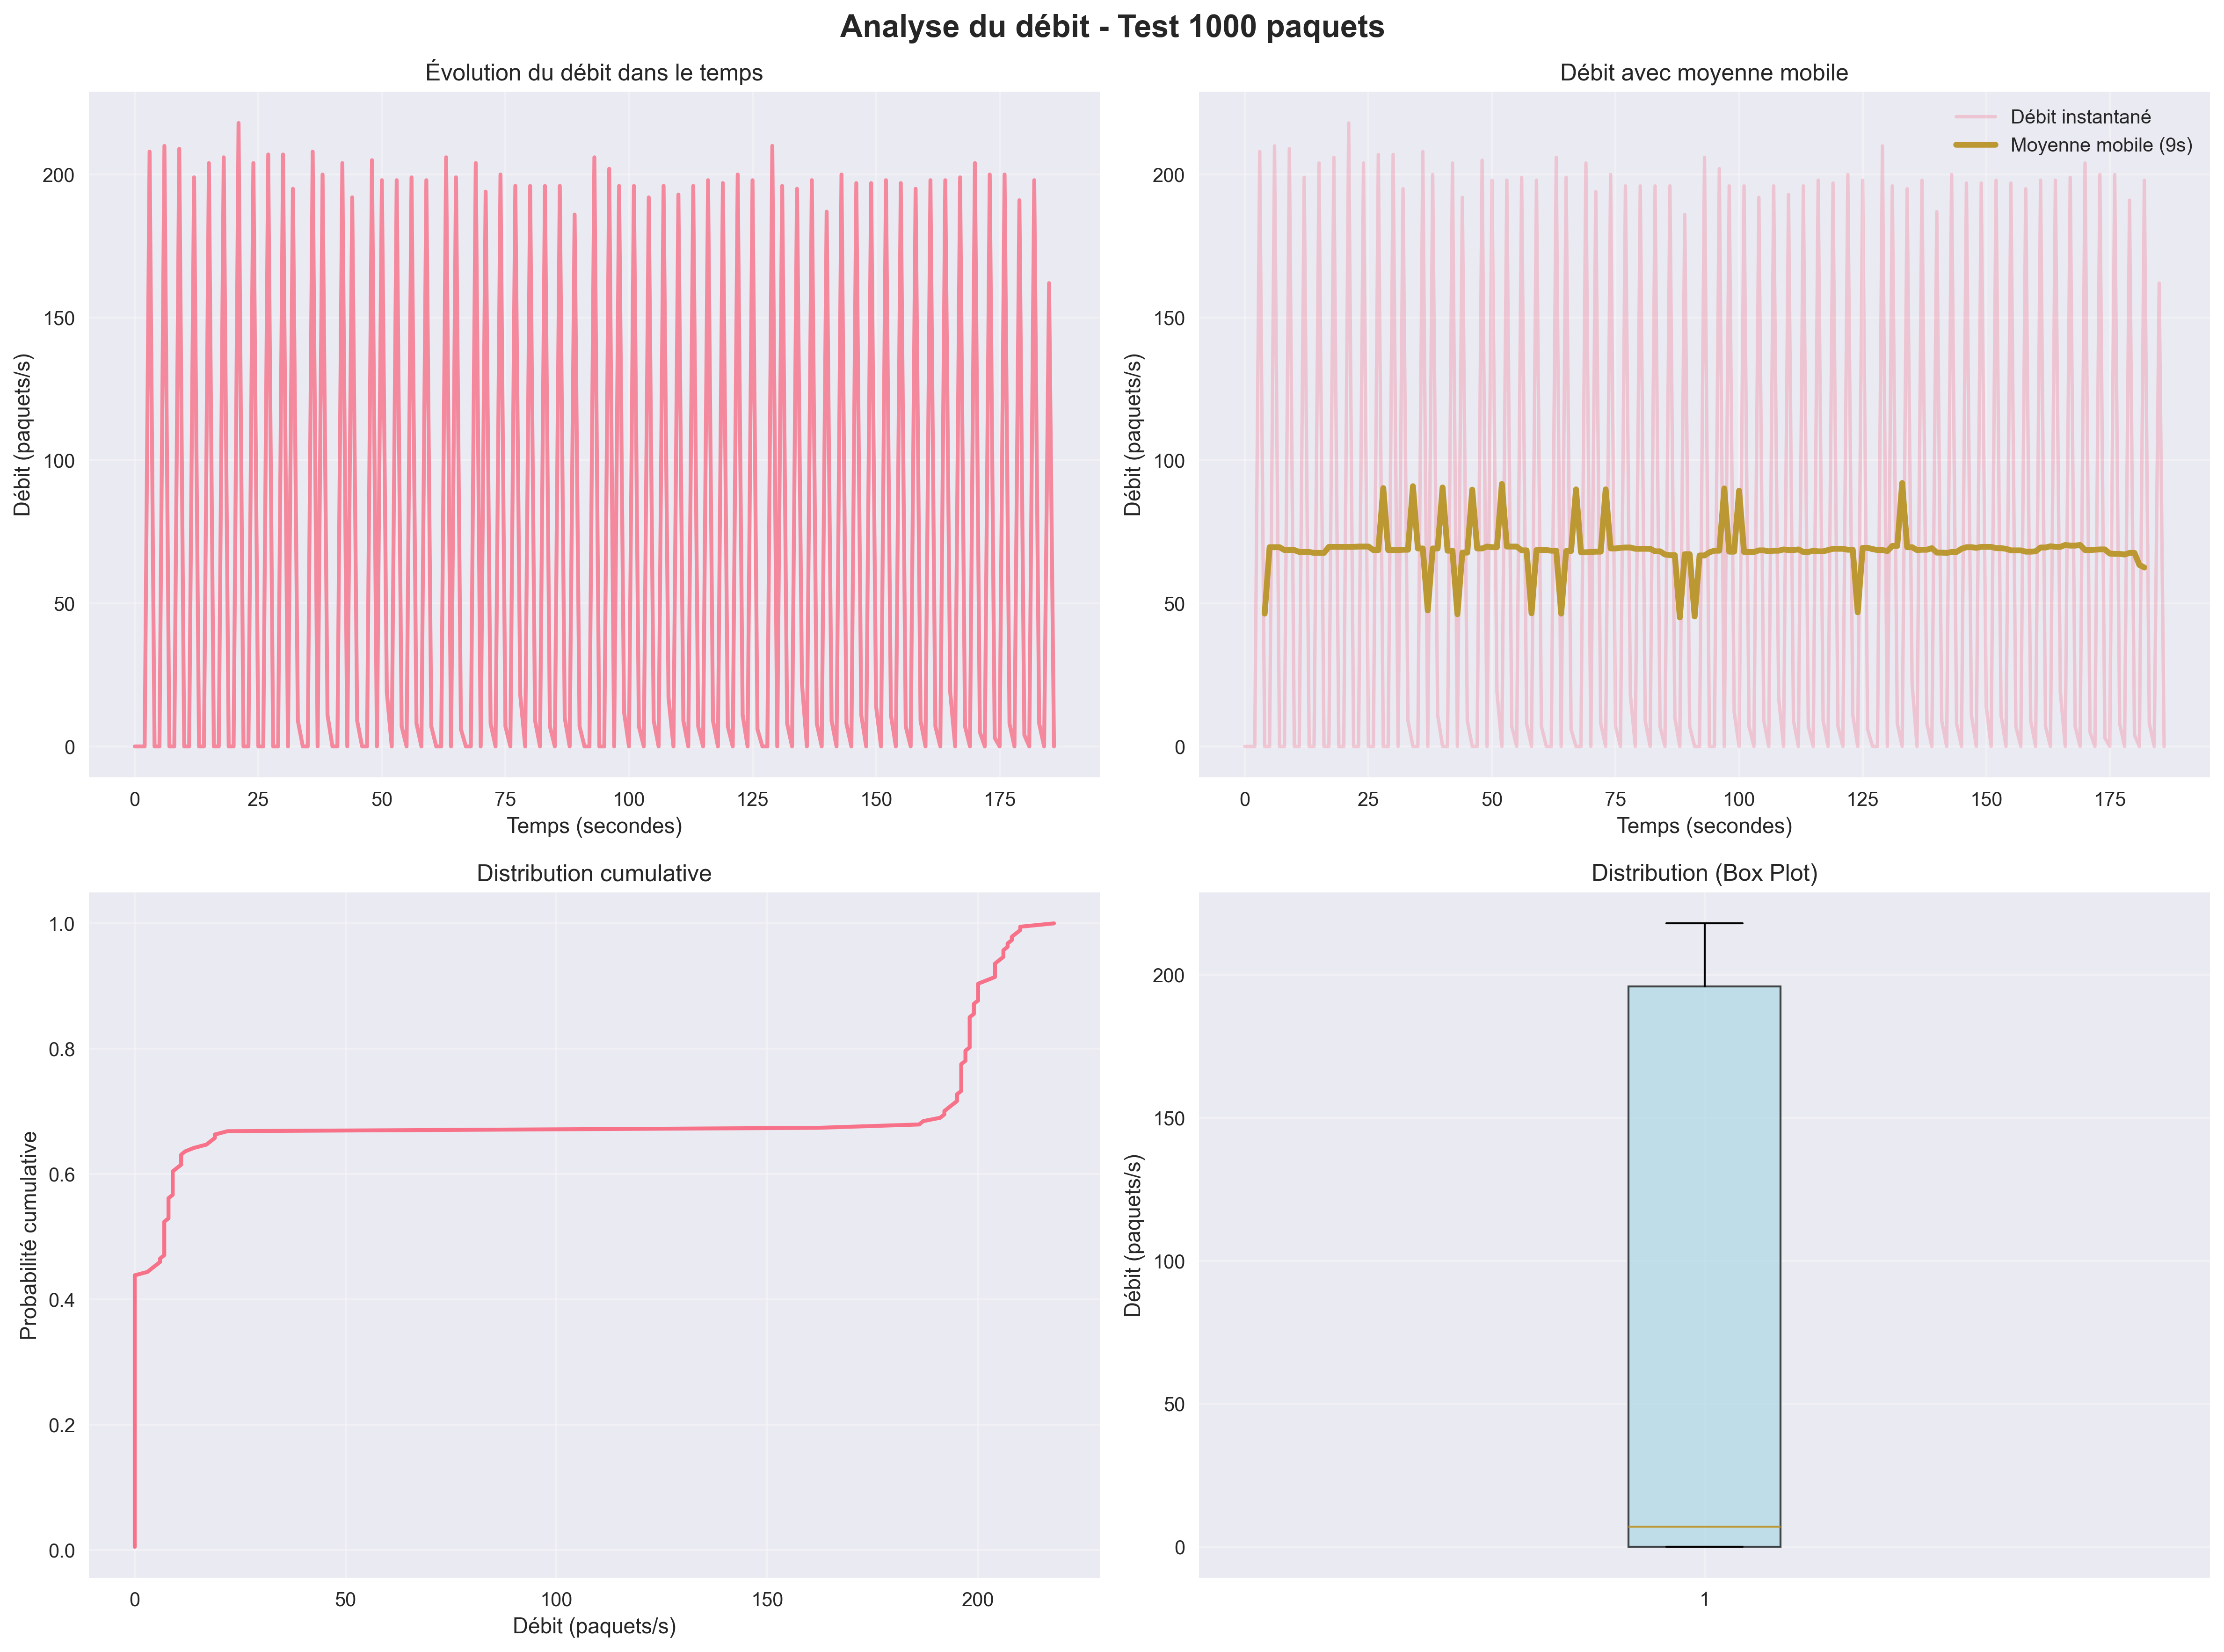 Analyse du débit - Test 1000 paquets
Évolution du débit dans le temps
Débit (paquets/s)
200
150
100
50
0
0 25 50 75 100 125 150 175
Temps (secondes)
Débit avec moyenne mobile
Débit instantané
Moyenne mobile (9s)
Débit (paquets/s)
200
150
100
50
0
0 25 50 75 100 125 150 175
Temps (secondes)
Distribution cumulative
Probabilité cumulative
1.0
0.8
0.6
0.4
0.2
0.0
0 50 100 150 200
Débit (paquets/s)
Distribution (Box Plot)
Débit (paquets/s)
200
150
100
50
0
1